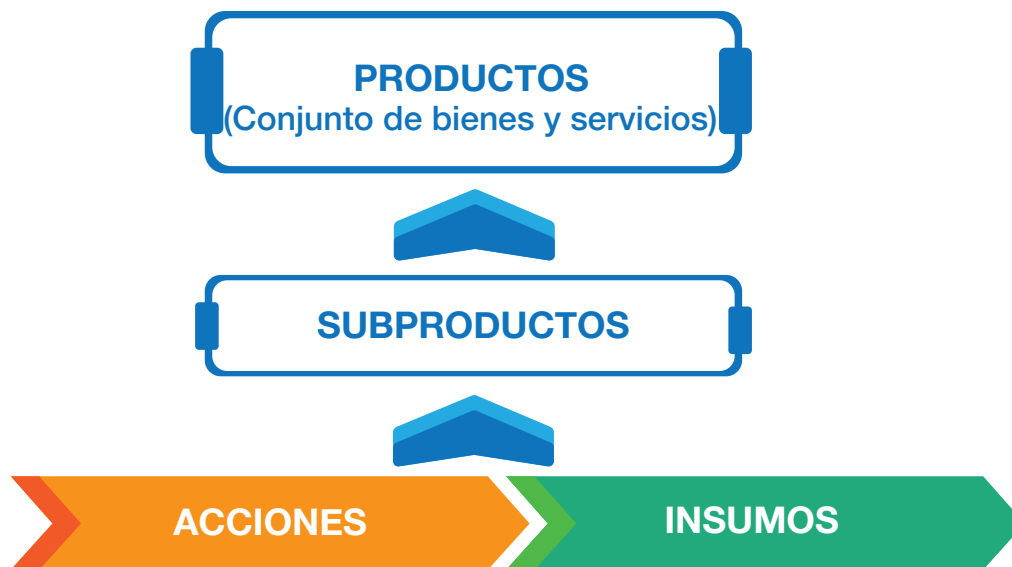 PRODUCTOS
(Conjunto de bienes y servicios)
SUBPRODUCTOS
ACCIONES
INSUMOS